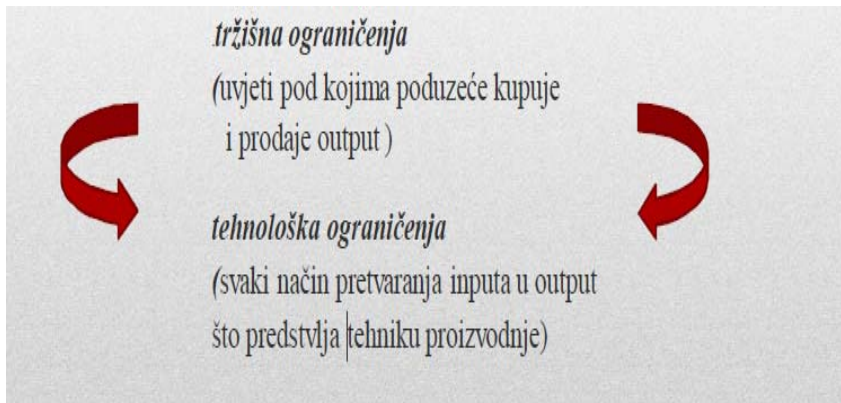 .tržišna ograničenja
(uvjeti pod kojima poduzeće kupuje
i prodaje output )
tehnološka ograničenja
(svaki način pretvaranja inputa u output
što predstvlja tehniku proizvodnje)